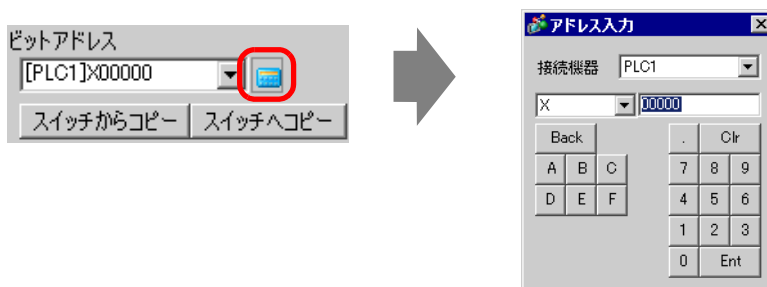 ビットアドレス
[PLC1]X00000
スイッチからコピー スイッチへコピー
アドレス入力
接続機器 PLC1
X 00000
Back . Clr
A B C 7 8 9
D E F 4 5 6
1 2 3
0 Ent